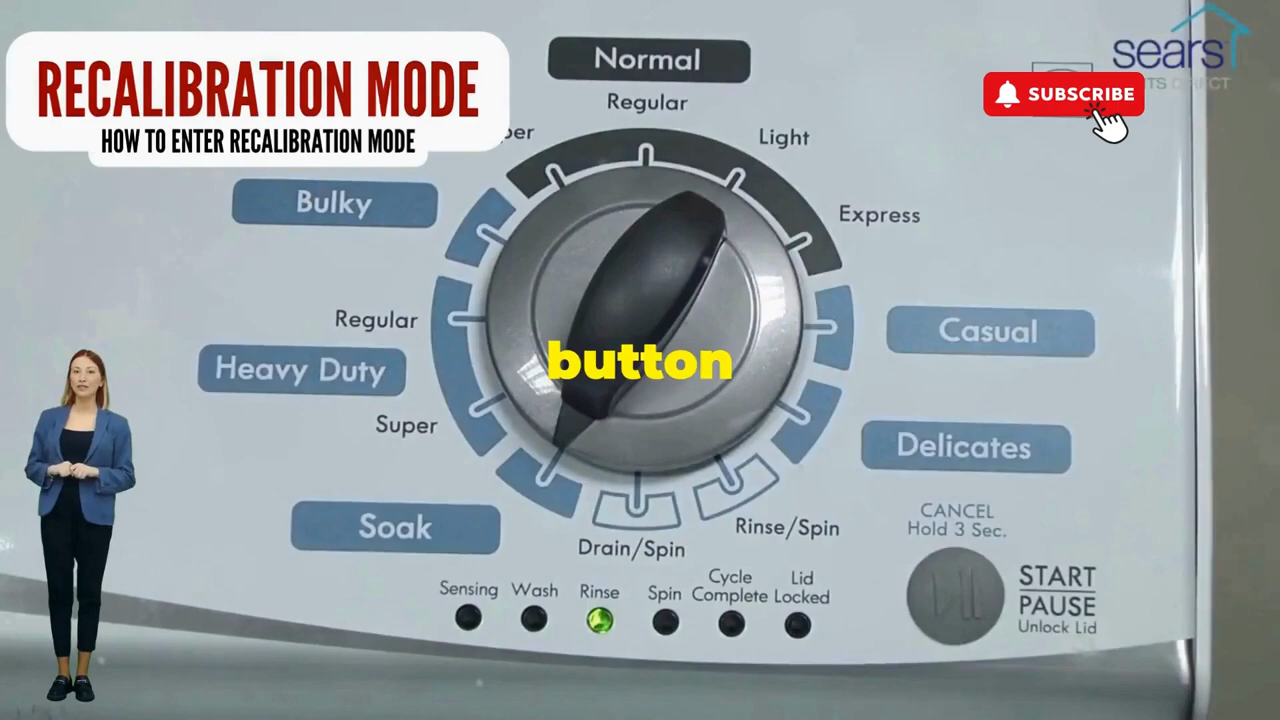 RECALIBRATION MODE
HOW TO ENTER RECALIBRATION MODE
sears
SUBSCRIBE
Normal
Regular
Light
Express
Bulky
Regular
Heavy Duty
Super
button
Casual
Delicates
Soak
Drain/Spin
Rinse/Spin
CANCEL
Hold 3 Sec.
START
PAUSE
Unlock Lid
Sensing
Wash
Rinse
Spin
Cycle
Complete
Lid
Locked